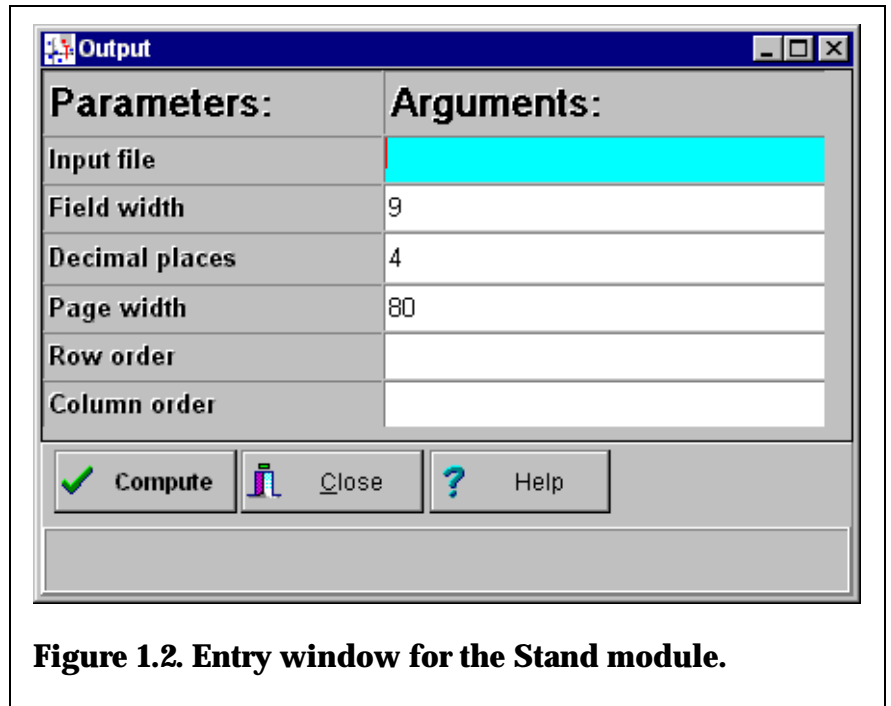 Output
Parameters: Arguments:
Input file
Field width 9
Decimal places 4
Page width 80
Row order
Column order
Compute Close Help
Figure 1.2. Entry window for the Stand module.